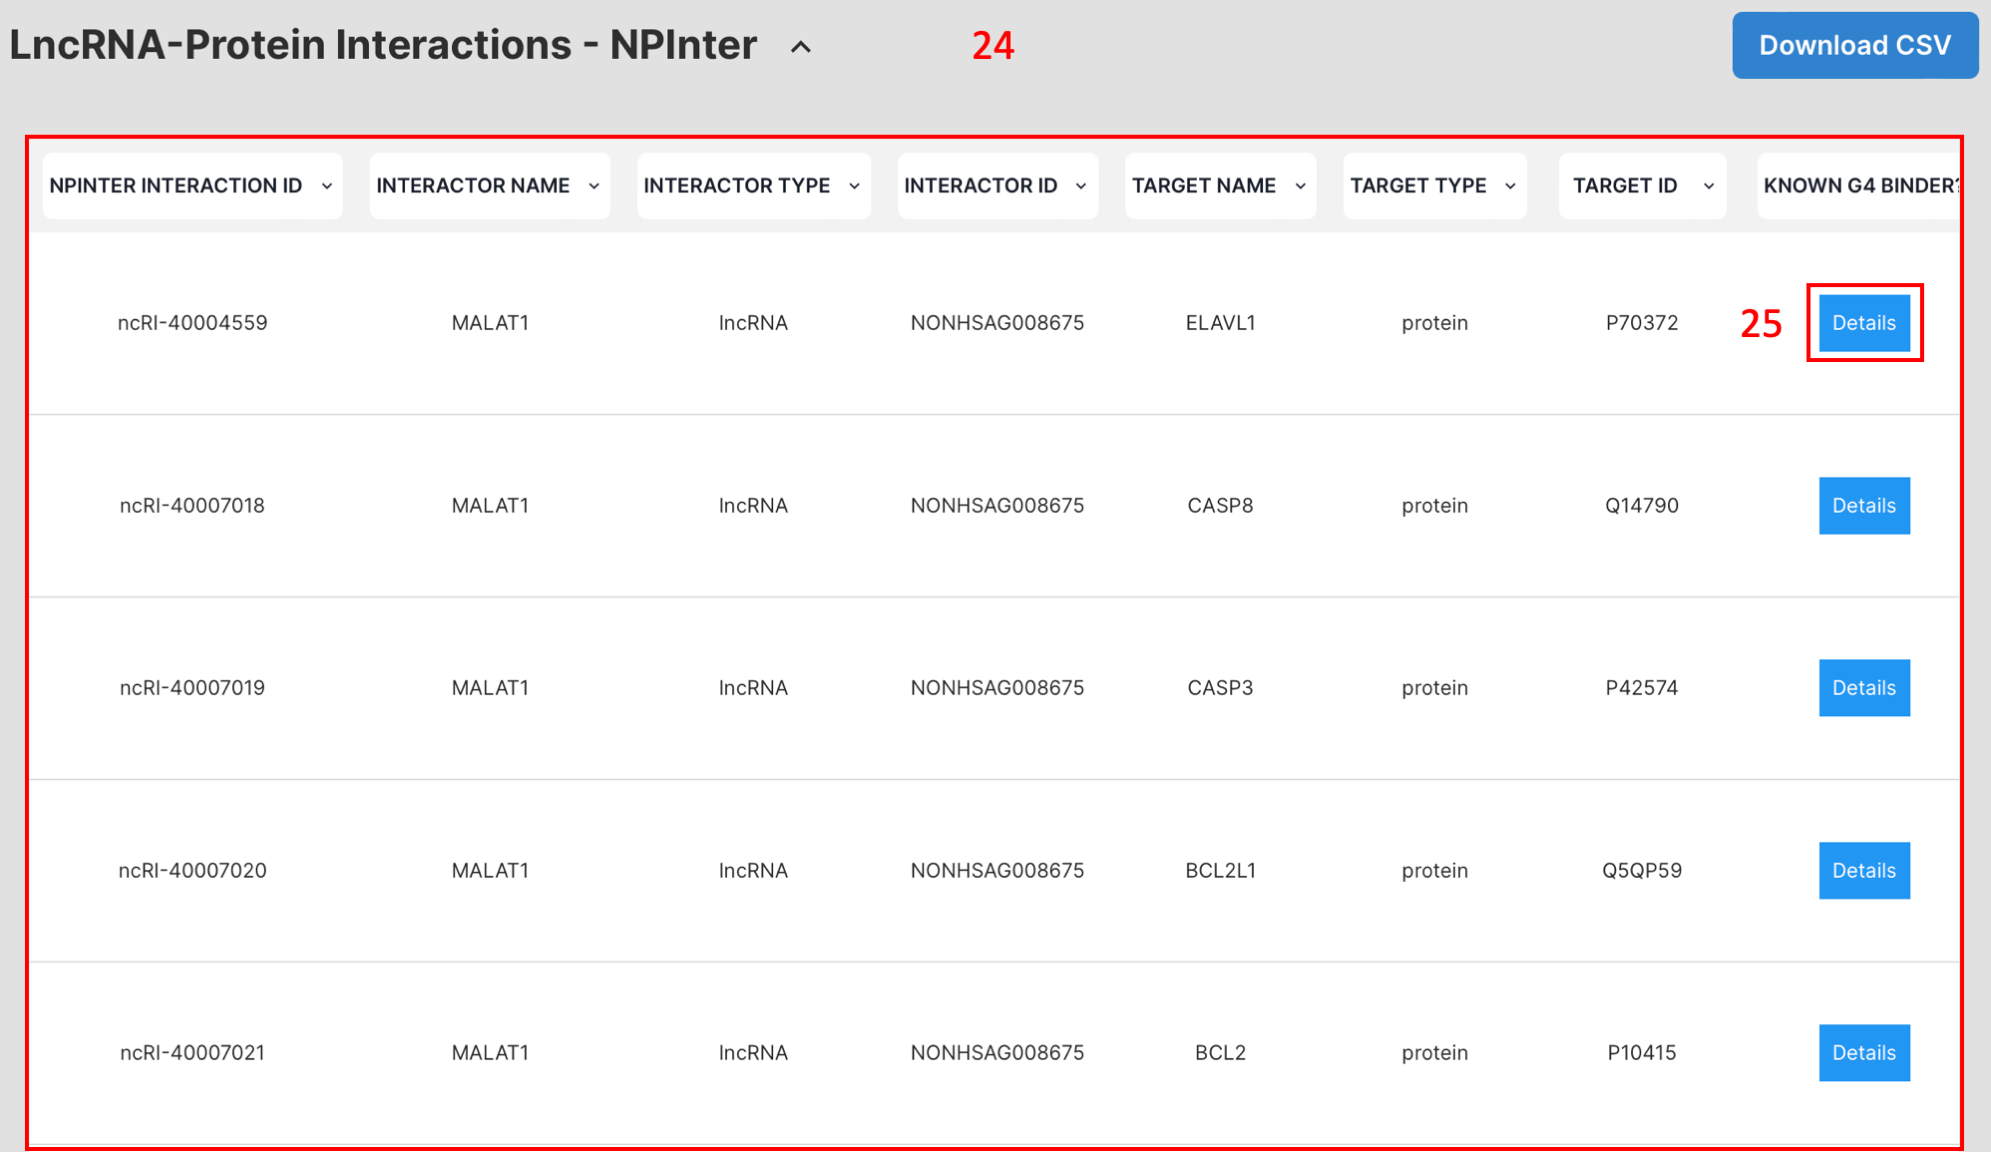 LncRNA-Protein Interactions - NPInter 24 Download CSV
NPINTER INTERACTION ID INTERACTOR NAME INTERACTOR TYPE INTERACTOR ID TARGET NAME TARGET TYPE TARGET ID KNOWN G4 BINDER?
ncRI-40004559 MALAT1 lncRNA NONHSAG008675 ELAVL1 protein P70372 25 Details
ncRI-40007018 MALAT1 lncRNA NONHSAG008675 CASP8 protein Q14790 Details
ncRI-40007019 MALAT1 lncRNA NONHSAG008675 CASP3 protein P42574 Details
ncRI-40007020 MALAT1 lncRNA NONHSAG008675 BCL2L1 protein Q5QP59 Details
ncRI-40007021 MALAT1 lncRNA NONHSAG008675 BCL2 protein P10415 Details